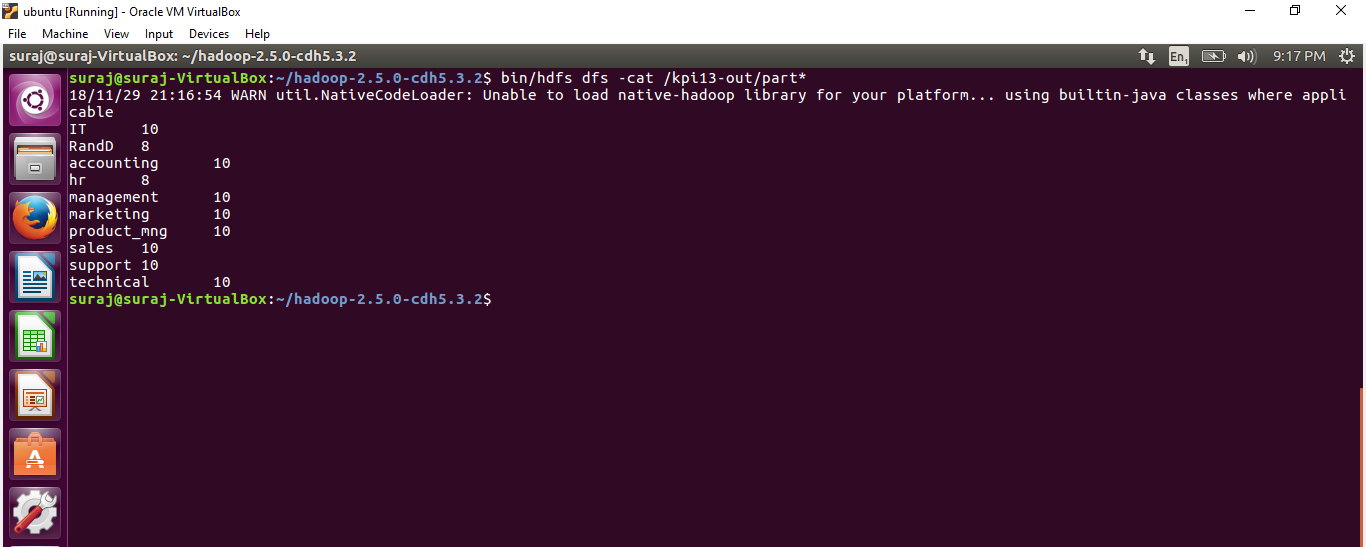 ubuntu [Running] - Oracle VM VirtualBox
File Machine View Input Devices Help
suraj@suraj-VirtualBox: ~/hadoop-2.5.0-cdh5.3.2 En1 9:17 PM
suraj@suraj-VirtualBox:~/hadoop-2.5.0-cdh5.3.2$ bin/hdfs dfs -cat /kpi13-out/part*
18/11/29 21:16:54 WARN util.NativeCodeLoader: Unable to load native-hadoop library for your platform... using builtin-java classes where appli
cable
IT	10
RandD	8
accounting	10
hr	8
management	10
marketing	10
product_mng	10
sales	10
support	10
technical	10
suraj@suraj-VirtualBox:~/hadoop-2.5.0-cdh5.3.2$